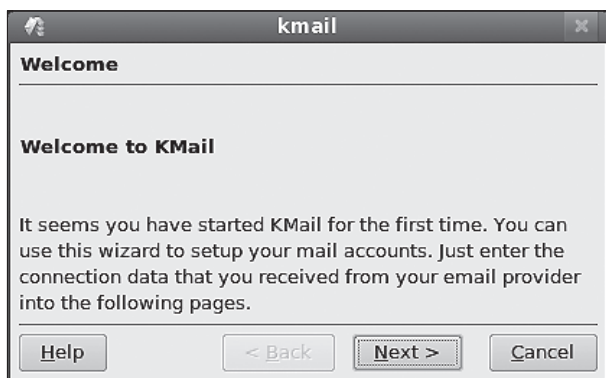 kmail
Welcome
Welcome to KMail
It seems you have started KMail for the first time. You can
use this wizard to setup your mail accounts. Just enter the
connection data that you received from your email provider
into the following pages.
Help < Back Next > Cancel